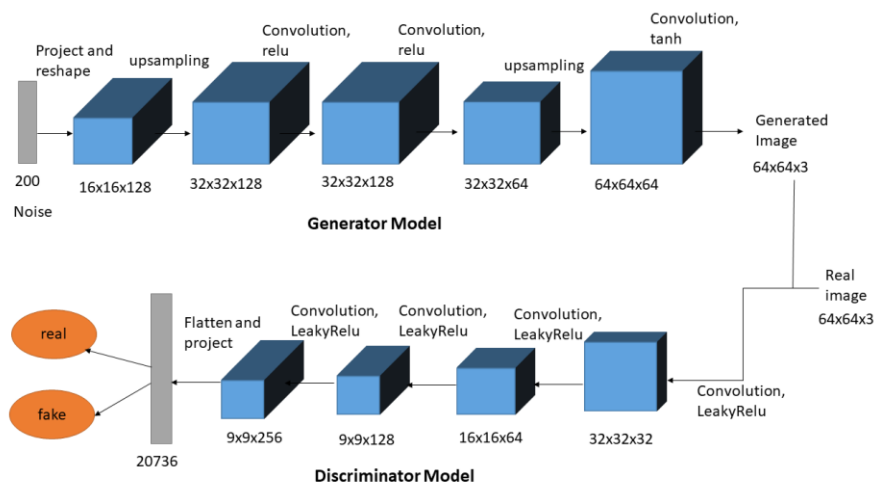 Project and
reshape
upsampling
Convolution,
relu
Convolution,
relu
upsampling
Convolution,
tanh
Generated
Image
64x64x3
200
Noise
16x16x128
32x32x128
32x32x128
32x32x64
64x64x64
Generator Model
Real
image
64x64x3
real
fake
Flatten and
project
Convolution,
LeakyRelu
Convolution,
LeakyRelu
Convolution,
LeakyRelu
Convolution,
LeakyRelu
20736
9x9x256
9x9x128
16x16x64
32x32x32
Discriminator Model